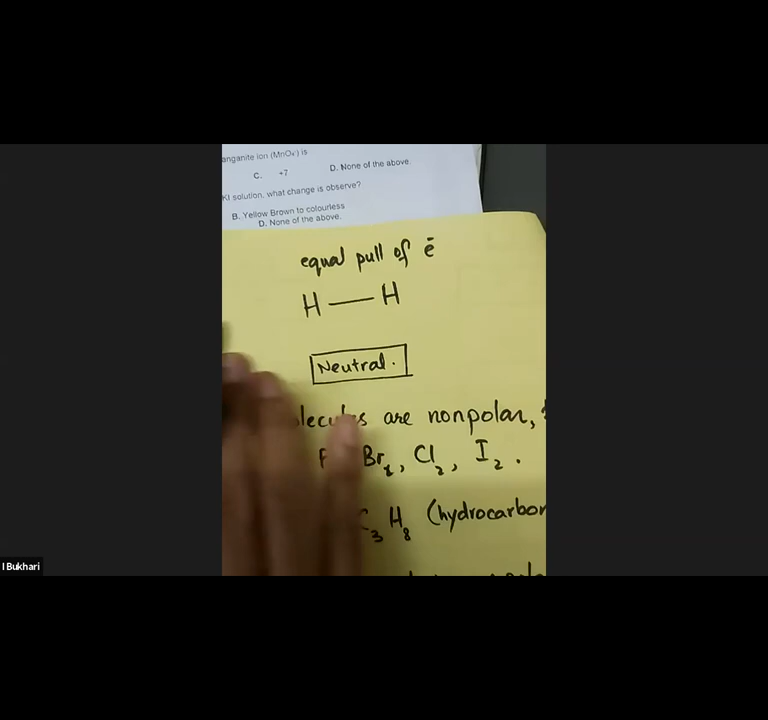 anganite ion (MnO₄⁻) is
C. +7 D. None of the above
KI solution, what change is observe?
B. Yellow Brown to colourless
D. None of the above.
equal pull of ē
H — H
Neutral.
are nonpolar,
Br₂, Cl₂, I₂.
C₃H₈ (hydrocarbon
I Bukhari